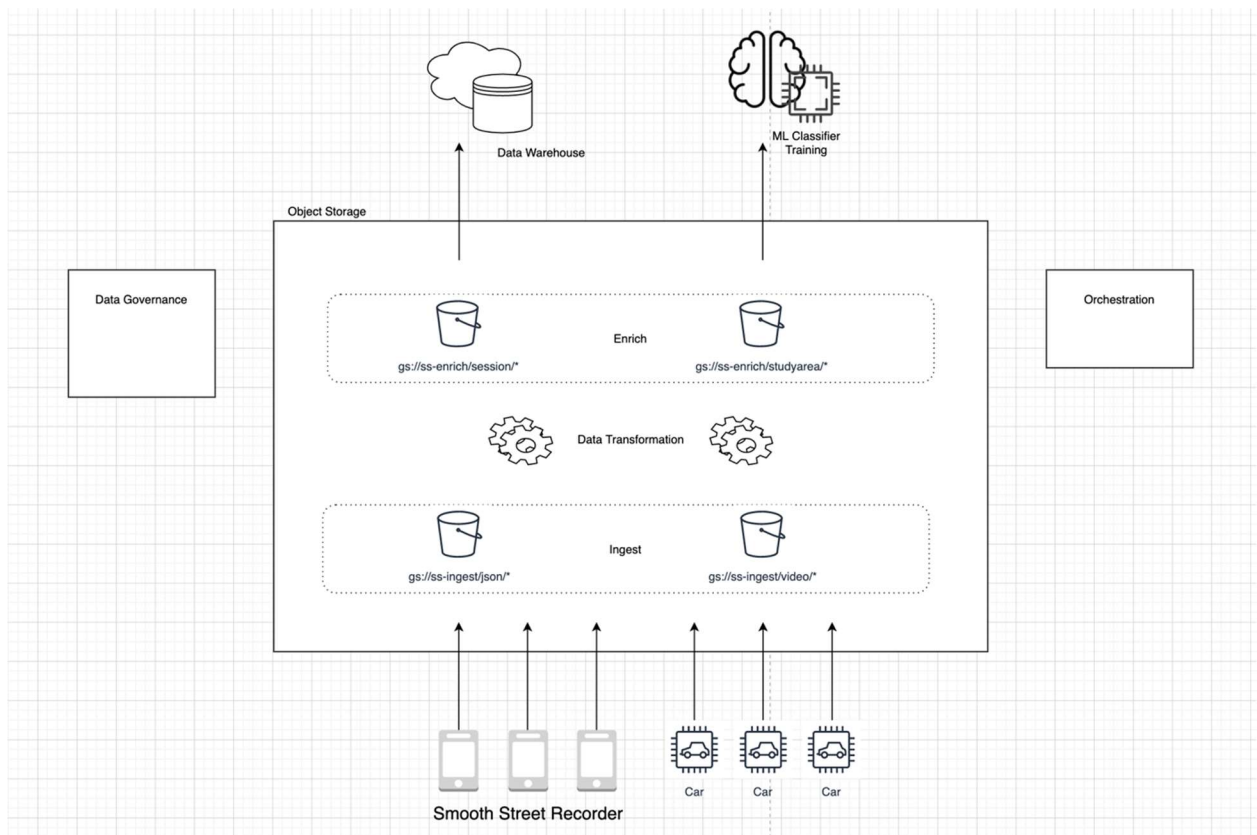 Data Warehouse
ML Classifier
Training
Object Storage
Data Governance
Orchestration
Enrich
gs://ss-enrich/session/*
gs://ss-enrich/studyarea/*
Data Transformation
Ingest
gs://ss-ingest/json/*
gs://ss-ingest/video/*
Car
Car
Car
Smooth Street Recorder